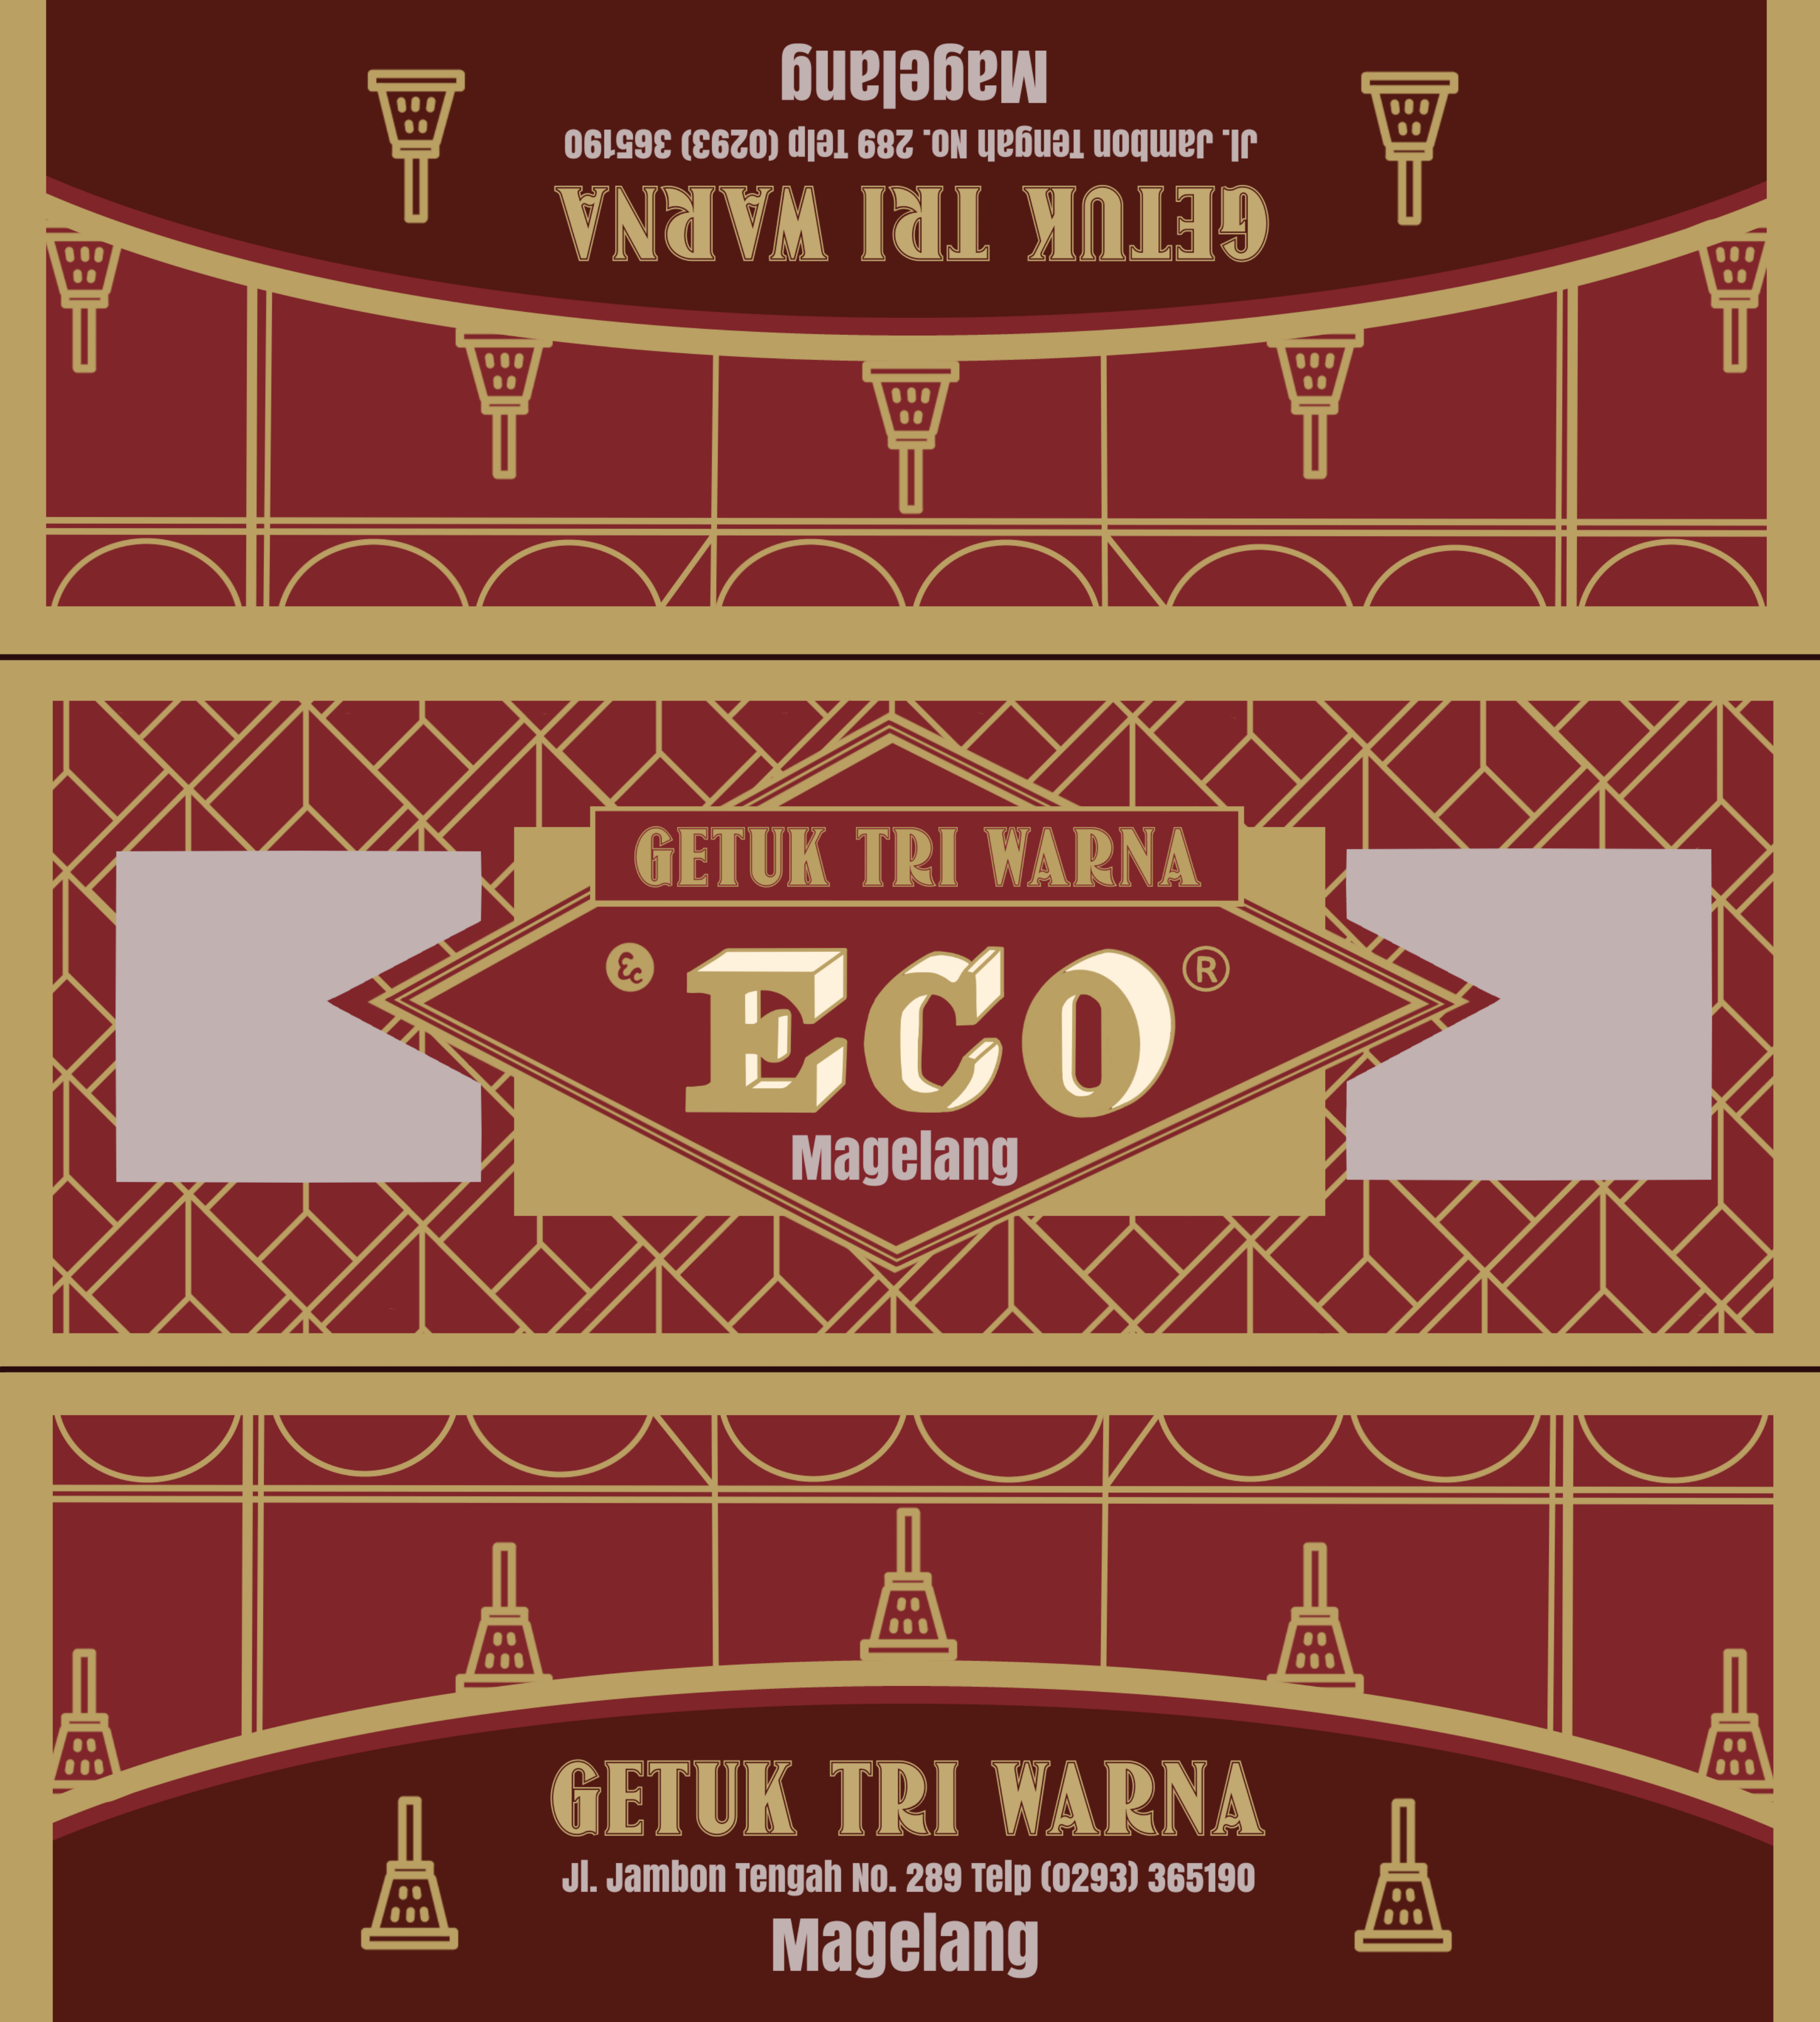 Magelang
Jl. Jambon Tengah No. 289 Telp (0293) 365190
GETUK TRI WARNA
GETUK TRI WARNA
ECO ®
Magelang
GETUK TRI WARNA
Jl. Jambon Tengah No. 289 Telp (0293) 365190
Magelang